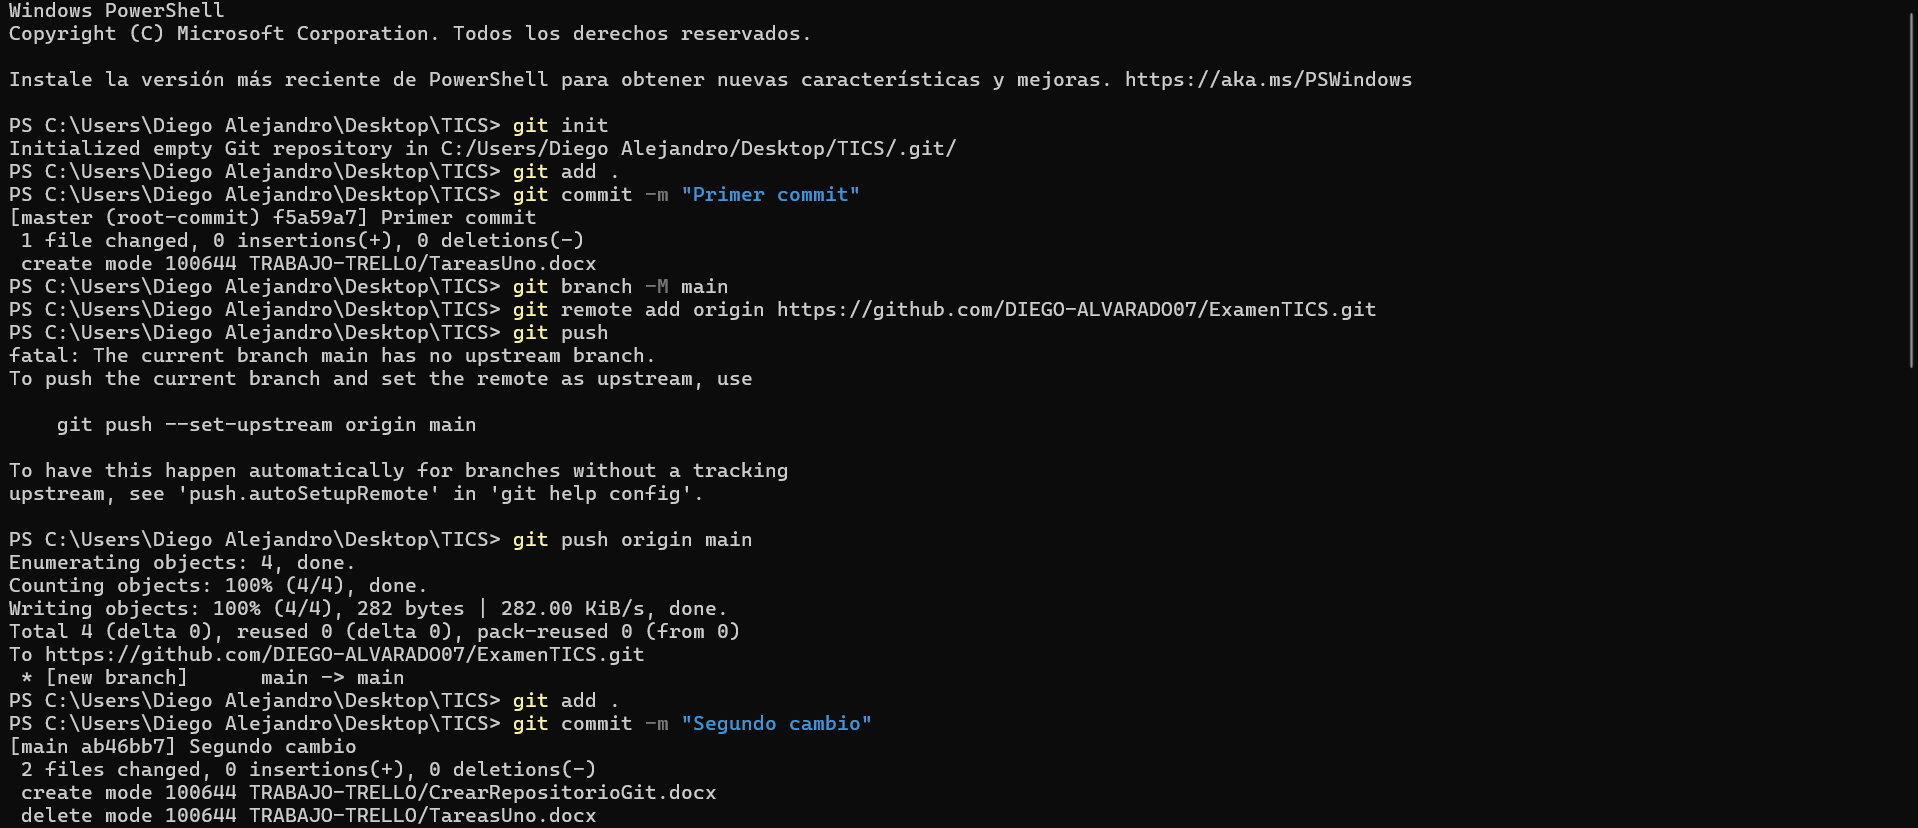 Windows PowerShell
Copyright (C) Microsoft Corporation. Todos los derechos reservados.
Instale la versión más reciente de PowerShell para obtener nuevas características y mejoras. https://aka.ms/PSWindows
PS C:\Users\Diego Alejandro\Desktop\TICS> git init
Initialized empty Git repository in C:/Users/Diego Alejandro/Desktop/TICS/.git/
PS C:\Users\Diego Alejandro\Desktop\TICS> git add .
PS C:\Users\Diego Alejandro\Desktop\TICS> git commit -m "Primer commit"
[master (root-commit) f5a59a7] Primer commit
 1 file changed, 0 insertions(+), 0 deletions(-)
 create mode 100644 TRABAJO-TRELLO/TareasUno.docx
PS C:\Users\Diego Alejandro\Desktop\TICS> git branch -M main
PS C:\Users\Diego Alejandro\Desktop\TICS> git remote add origin https://github.com/DIEGO-ALVARADO07/ExamenTICS.git
PS C:\Users\Diego Alejandro\Desktop\TICS> git push
fatal: The current branch main has no upstream branch.
To push the current branch and set the remote as upstream, use
    git push --set-upstream origin main
To have this happen automatically for branches without a tracking
upstream, see 'push.autoSetupRemote' in 'git help config'.
PS C:\Users\Diego Alejandro\Desktop\TICS> git push origin main
Enumerating objects: 4, done.
Counting objects: 100% (4/4), done.
Writing objects: 100% (4/4), 282 bytes | 282.00 KiB/s, done.
Total 4 (delta 0), reused 0 (delta 0), pack-reused 0 (from 0)
To https://github.com/DIEGO-ALVARADO07/ExamenTICS.git
 * [new branch]      main -> main
PS C:\Users\Diego Alejandro\Desktop\TICS> git add .
PS C:\Users\Diego Alejandro\Desktop\TICS> git commit -m "Segundo cambio"
[main ab46bb7] Segundo cambio
 2 files changed, 0 insertions(+), 0 deletions(-)
 create mode 100644 TRABAJO-TRELLO/CrearRepositorioGit.docx
 delete mode 100644 TRABAJO-TRELLO/TareasUno.docx